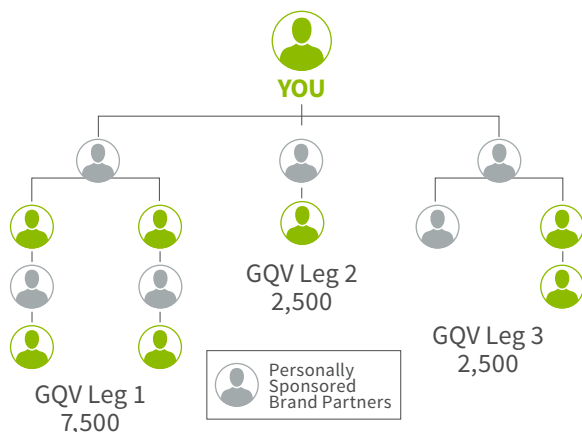 YOU
GQV Leg 2
2,500
GQV Leg 3
2,500
GQV Leg 1
7,500
Personally
Sponsored
Brand Partners